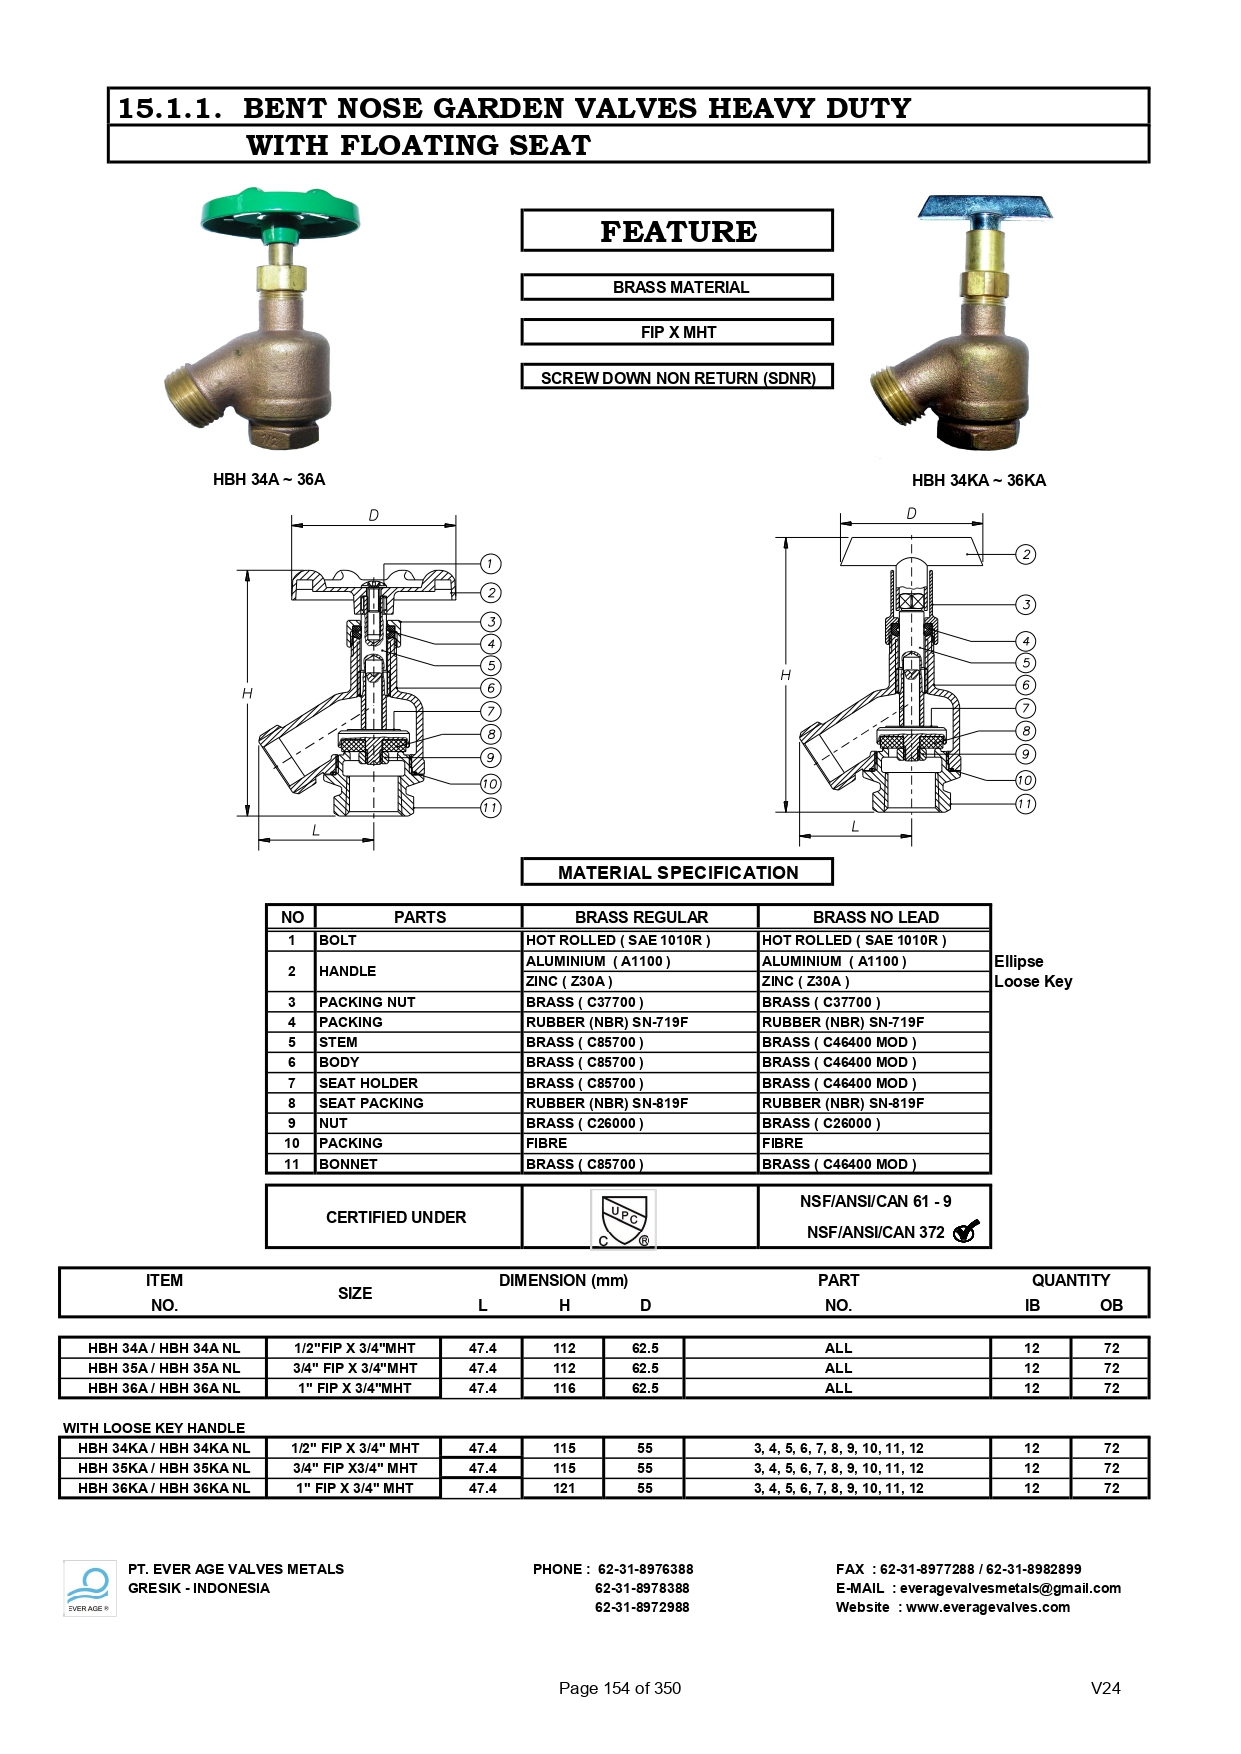 15.1.1. BENT NOSE GARDEN VALVES HEAVY DUTY
WITH FLOATING SEAT
FEATURE
BRASS MATERIAL
FIP X MHT
SCREW DOWN NON RETURN (SDNR)
HBH 34A ~ 36A
HBH 34KA ~ 36KA
D
H
L
1
2
3
4
5
6
7
8
9
10
11
D
H
L
2
3
4
5
6
7
8
9
10
11
MATERIAL SPECIFICATION
NO PARTS BRASS REGULAR BRASS NO LEAD
1 BOLT HOT ROLLED ( SAE 1010R ) HOT ROLLED ( SAE 1010R )
2 HANDLE ALUMINIUM ( A1100 ) ALUMINIUM ( A1100 ) Ellipse
ZINC ( Z30A ) ZINC ( Z30A ) Loose Key
3 PACKING NUT BRASS ( C37700 ) BRASS ( C37700 )
4 PACKING RUBBER (NBR) SN-719F RUBBER (NBR) SN-719F
5 STEM BRASS ( C85700 ) BRASS ( C46400 MOD )
6 BODY BRASS ( C85700 ) BRASS ( C46400 MOD )
7 SEAT HOLDER BRASS ( C85700 ) BRASS ( C46400 MOD )
8 SEAT PACKING RUBBER (NBR) SN-819F RUBBER (NBR) SN-819F
9 NUT BRASS ( C26000 ) BRASS ( C26000 )
10 PACKING FIBRE FIBRE
11 BONNET BRASS ( C85700 ) BRASS ( C46400 MOD )
CERTIFIED UNDER
UPC
C ®
NSF/ANSI/CAN 61 - 9
NSF/ANSI/CAN 372
ITEM NO. SIZE DIMENSION (mm) PART NO. QUANTITY
L H D IB OB
HBH 34A / HBH 34A NL 1/2"FIP X 3/4"MHT 47.4 112 62.5 ALL 12 72
HBH 35A / HBH 35A NL 3/4" FIP X 3/4"MHT 47.4 112 62.5 ALL 12 72
HBH 36A / HBH 36A NL 1" FIP X 3/4"MHT 47.4 116 62.5 ALL 12 72
WITH LOOSE KEY HANDLE
HBH 34KA / HBH 34KA NL 1/2" FIP X 3/4" MHT 47.4 115 55 3, 4, 5, 6, 7, 8, 9, 10, 11, 12 12 72
HBH 35KA / HBH 35KA NL 3/4" FIP X3/4" MHT 47.4 115 55 3, 4, 5, 6, 7, 8, 9, 10, 11, 12 12 72
HBH 36KA / HBH 36KA NL 1" FIP X 3/4" MHT 47.4 121 55 3, 4, 5, 6, 7, 8, 9, 10, 11, 12 12 72
EVER AGE ®
PT. EVER AGE VALVES METALS PHONE : 62-31-8976388 FAX : 62-31-8977288 / 62-31-8982899
GRESIK - INDONESIA 62-31-8978388 E-MAIL : everagevalvesmetals@gmail.com
62-31-8972988 Website : www.everagevalves.com
Page 154 of 350 V24